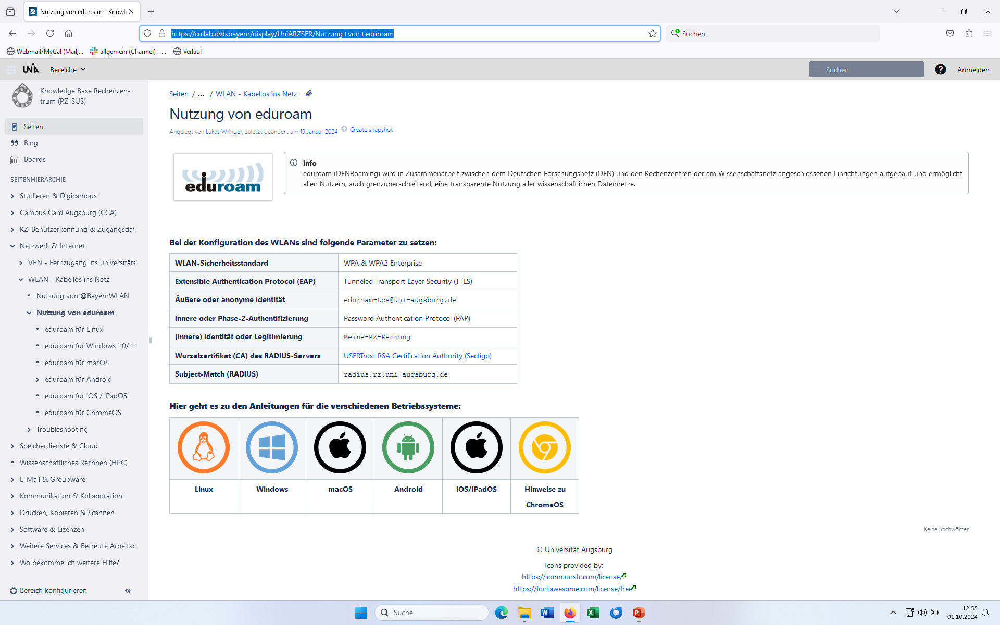 Nutzung von eduroam - Knowl
https://collab.dvb.bayern/display/UniARZSER/Nutzung+von+eduroam
Suchen
Webmail/MyCal (Mail,...
allgemein (Channel) - ...
Verlauf
UNIA
Bereiche
Suchen
Anmelden
Knowledge Base Rechenzen-
trum (RZ-SUS)
Seiten
Blog
Boards
SEITENHIERARCHIE
Studieren & Digicampus
Campus Card Augsburg (CCA)
RZ-Benutzerkennung & Zugangsdat
Netzwerk & Internet
VPN - Fernzugang ins universitäre
WLAN - Kabellos ins Netz
Nutzung von @BayernWLAN
Nutzung von eduroam
eduroam für Linux
eduroam für Windows 10/11
eduroam für macOS
eduroam für Android
eduroam für iOS / iPadOS
eduroam für ChromeOS
Troubleshooting
Speicherdienste & Cloud
Wissenschaftliches Rechnen (HPC)
E-Mail & Groupware
Kommunikation & Kollaboration
Drucken, Kopieren & Scannen
Software & Lizenzen
Weitere Services & Betreute Arbeitsp
Wo bekomme ich weitere Hilfe?
Bereich konfigurieren
Seiten / ... / WLAN - Kabellos ins Netz
Nutzung von eduroam
Angelegt von Lukas Wringer, zuletzt geändert am 19.Januar 2024 Create snapshot
eduroam
Info
eduroam (DFNRoaming) wird in Zusammenarbeit zwischen dem Deutschen Forschungsnetz (DFN) und den Rechenzentren der am Wissenschaftsnetz angeschlossenen Einrichtungen aufgebaut und ermöglicht
allen Nutzern, auch grenzüberschreitend, eine transparente Nutzung aller wissenschaftlichen Datennetze.
Bei der Konfiguration des WLANs sind folgende Parameter zu setzen:
WLAN-Sicherheitsstandard WPA & WPA2 Enterprise
Extensible Authentication Protocol (EAP) Tunneled Transport Layer Security (TTLS)
Äußere oder anonyme Identität eduroam-tcs@uni-augsburg.de
Innere oder Phase-2-Authentifizierung Password Authentication Protocol (PAP)
(Innere) Identität oder Legitimierung Meine-RZ-Kennung
Wurzelzertifikat (CA) des RADIUS-Servers USERTrust RSA Certification Authority (Sectigo)
Subject-Match (RADIUS) radius.rz.uni-augsburg.de
Hier geht es zu den Anleitungen für die verschiedenen Betriebssysteme:
Linux Windows macOS Android iOS/iPadOS Hinweise zu
ChromeOS
Keine Stichwörter
© Universität Augsburg
Icons provided by:
https://iconmonstr.com/license/
https://fontawesome.com/license/free
Suche
12:55
01.10.2024